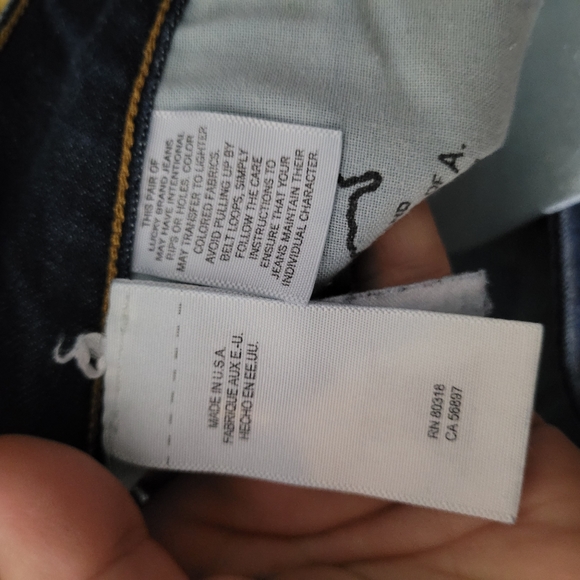 THIS PAIR OF
LUCKY BRAND JEANS
MAY HAVE INTENTIONAL
RIPS OR HOLES. COLOR
MAY TRANSFER TO LIGHTER
COLORED FABRICS.
AVOID PULLING UP BY
BELT LOOPS, SIMPLY
FOLLOW THE CARE
INSTRUCTIONS TO
ENSURE THAT YOUR
JEANS MAINTAIN THEIR
INDIVIDUAL CHARACTER.
OF A.
MADE IN U.S.A.
FABRIQUE AUX E.-U.
HECHO EN EE.UU.
RN 80318
CA 56897